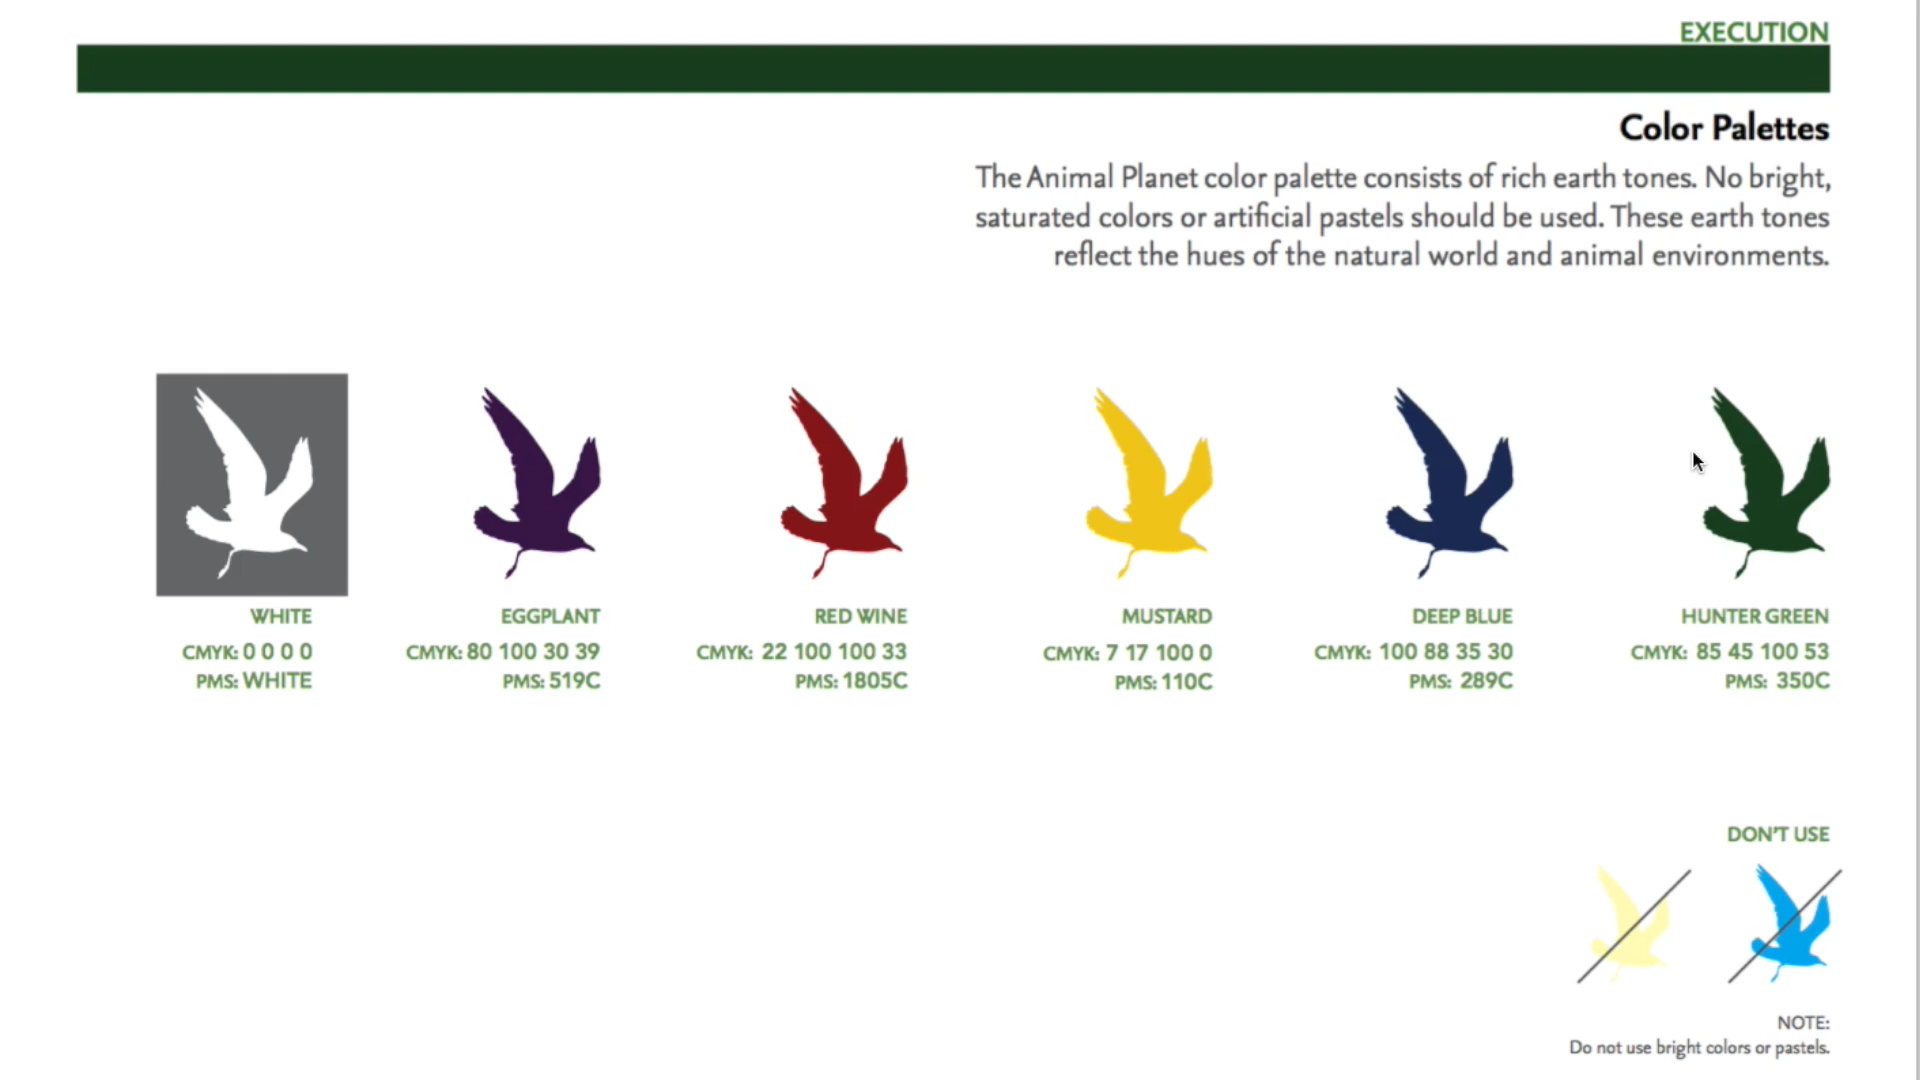 EXECUTION
Color Palettes
The Animal Planet color palette consists of rich earth tones. No bright,
saturated colors or artificial pastels should be used. These earth tones
reflect the hues of the natural world and animal environments.
WHITE
CMYK: 0 0 0 0
PMS: WHITE
EGGPLANT
CMYK: 80 100 30 39
PMS: 519C
RED WINE
CMYK: 22 100 100 33
PMS: 1805C
MUSTARD
CMYK: 7 17 100 0
PMS: 110C
DEEP BLUE
CMYK: 100 88 35 30
PMS: 289C
HUNTER GREEN
CMYK: 85 45 100 53
PMS: 350C
DON'T USE
NOTE:
Do not use bright colors or pastels.